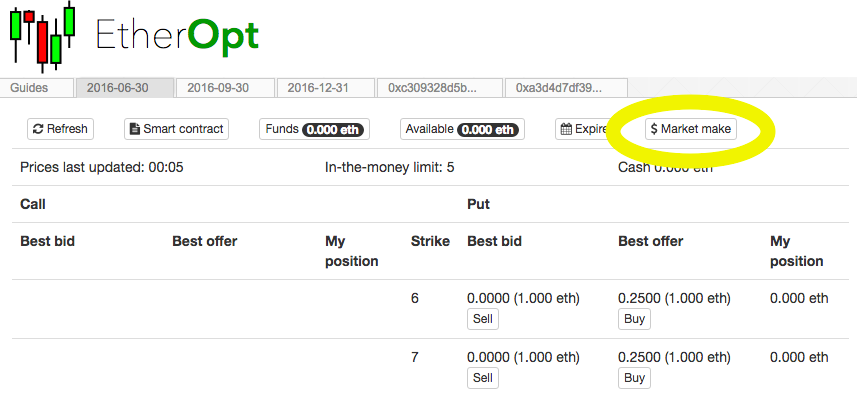 EtherOpt
Guides 2016-06-30 2016-09-30 2016-12-31 0xc309328d5b... 0xa3d4d7df39...
Refresh Smart contract Funds 0.000 eth Available 0.000 eth Expire $ Market make
Prices last updated: 00:05 In-the-money limit: 5 Cash 0.000 eth
Call Put
Best bid Best offer My position Strike Best bid Best offer My position
6 0.0000 (1.000 eth) 0.2500 (1.000 eth) 0.000 eth
Sell Buy
7 0.0000 (1.000 eth) 0.2500 (1.000 eth) 0.000 eth
Sell Buy